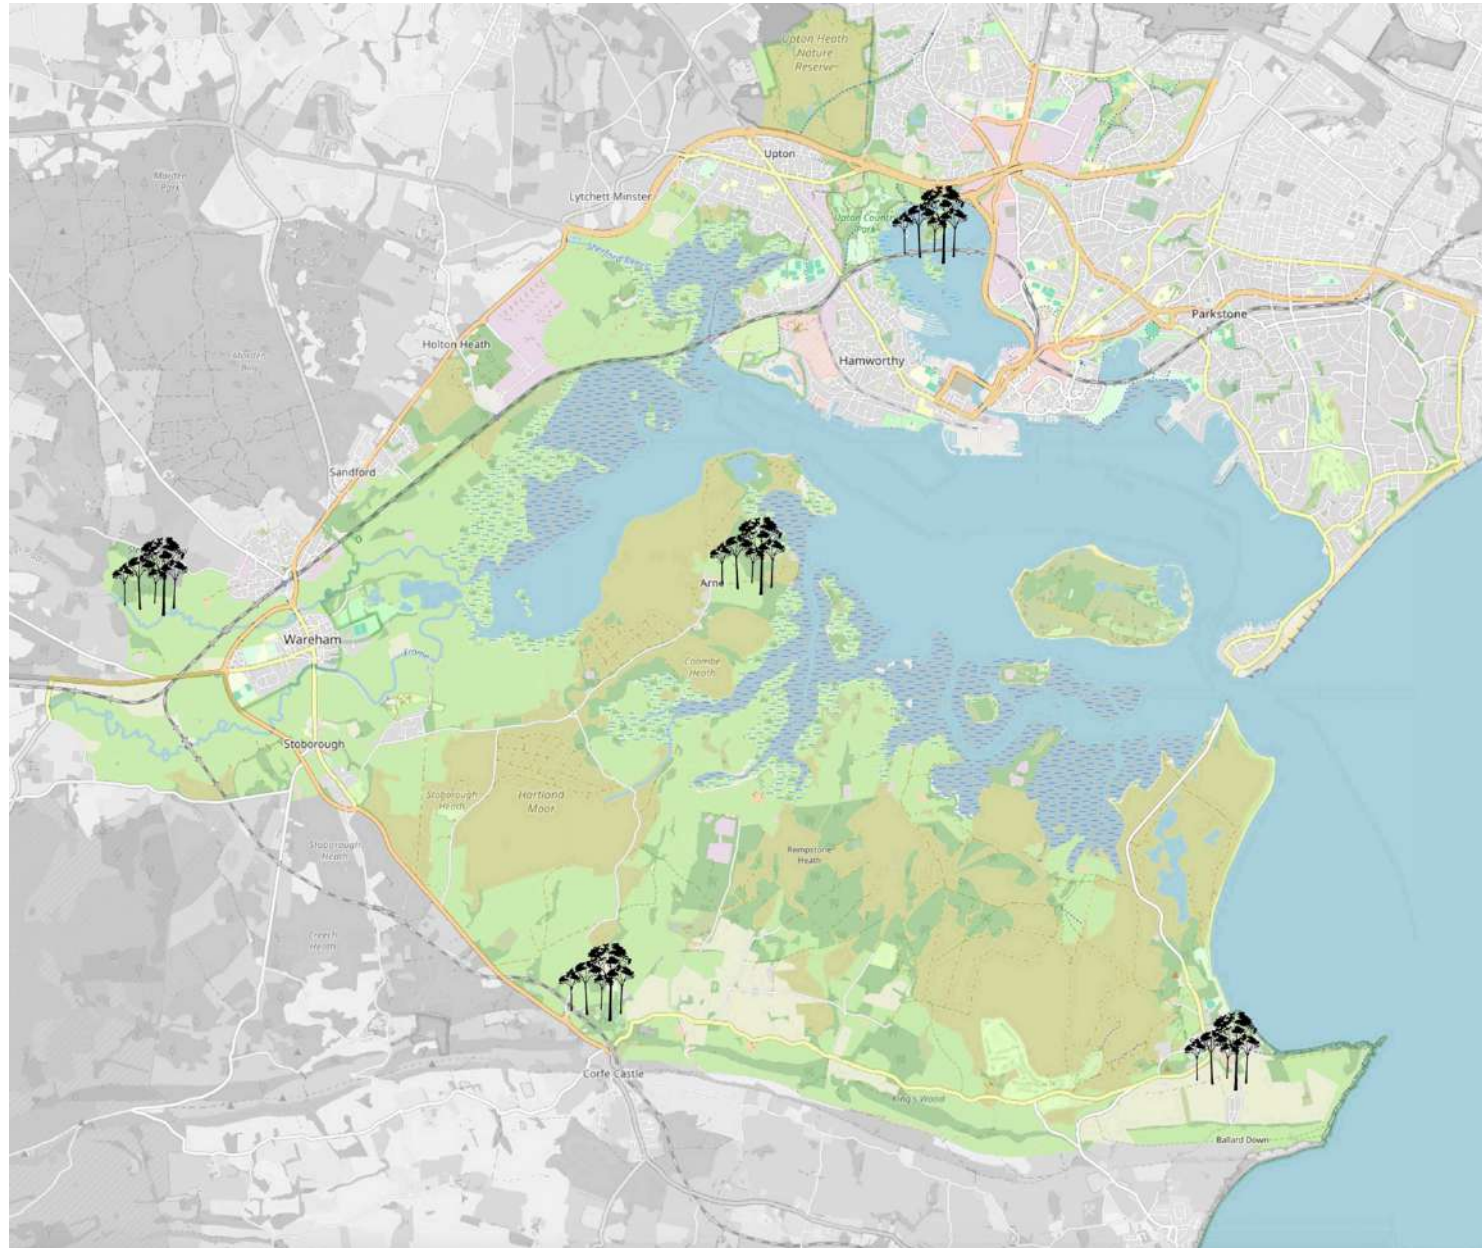 Upton Heath
Nature
Reserve
Upton
Lytchett Minster
Upton Country
Park
Holton Heath
Parkstone
Hamworthy
Sandford
Arne
Wareham
Frome
Coombe
Heath
Stoborough
Stoborough
Heath
Hartland
Moor
Stoborough
Heath
Rempstone
Heath
Creech
Heath
Corfe Castle
King's Wood
Ballard Down